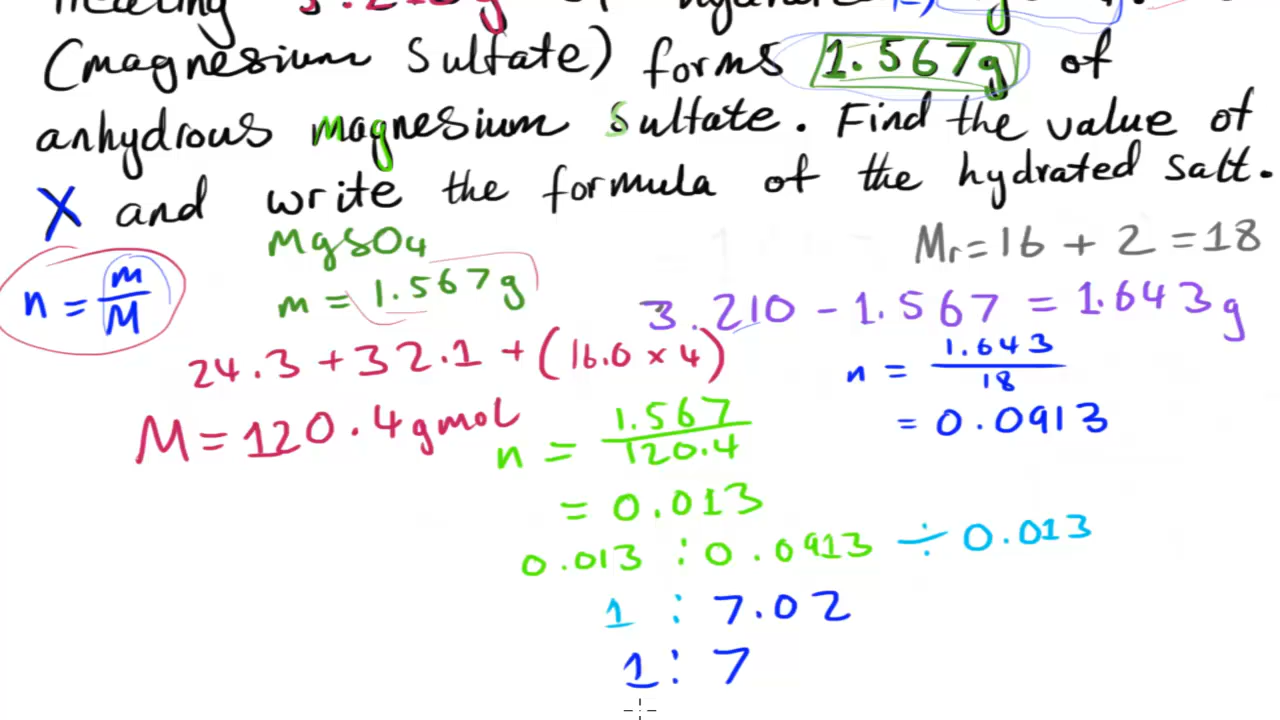 of
(magnesium Sulfate) forms 1.567g of
anhydrous magnesium sulfate. Find the value of
X and write the formula of the hydrated salt.
MgSO4
Mr = 16 + 2 = 18
n = m/M
m = 1.567g
3.210 - 1.567 = 1.643g
24.3 + 32.1 + (16.0 × 4)
n = 1.643/18
M = 120.4 gmol
= 0.0913
n = 1.567/120.4
= 0.013
0.013 : 0.0913 ÷ 0.013
1 : 7.02
1 : 7